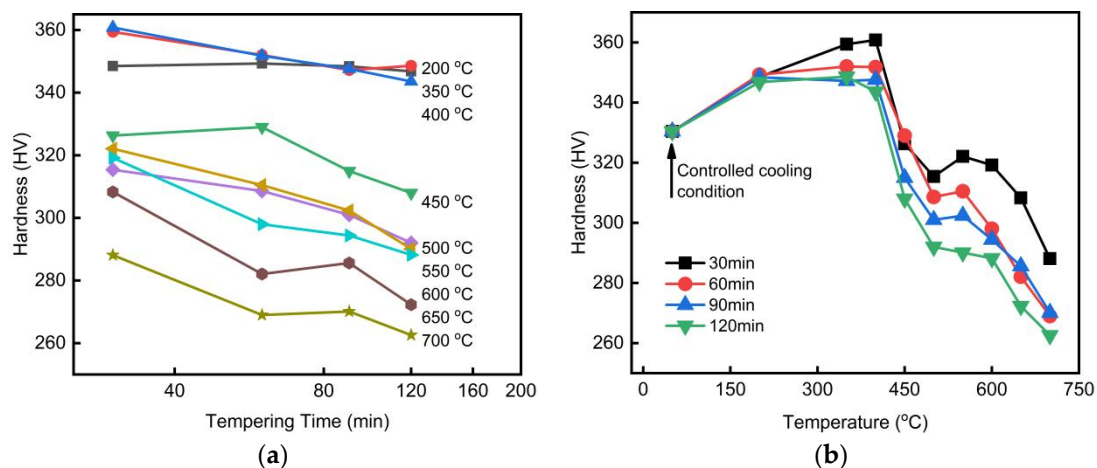 360
340
320
300
280
260
Hardness (HV)
200 °C
350 °C
400 °C
450 °C
500 °C
550 °C
600 °C
650 °C
700 °C
40
80
120
160
200
Tempering Time (min)
(a)
360
340
320
300
280
260
Hardness (HV)
Controlled cooling
condition
30min
60min
90min
120min
0
150
300
450
600
750
Temperature (°C)
(b)